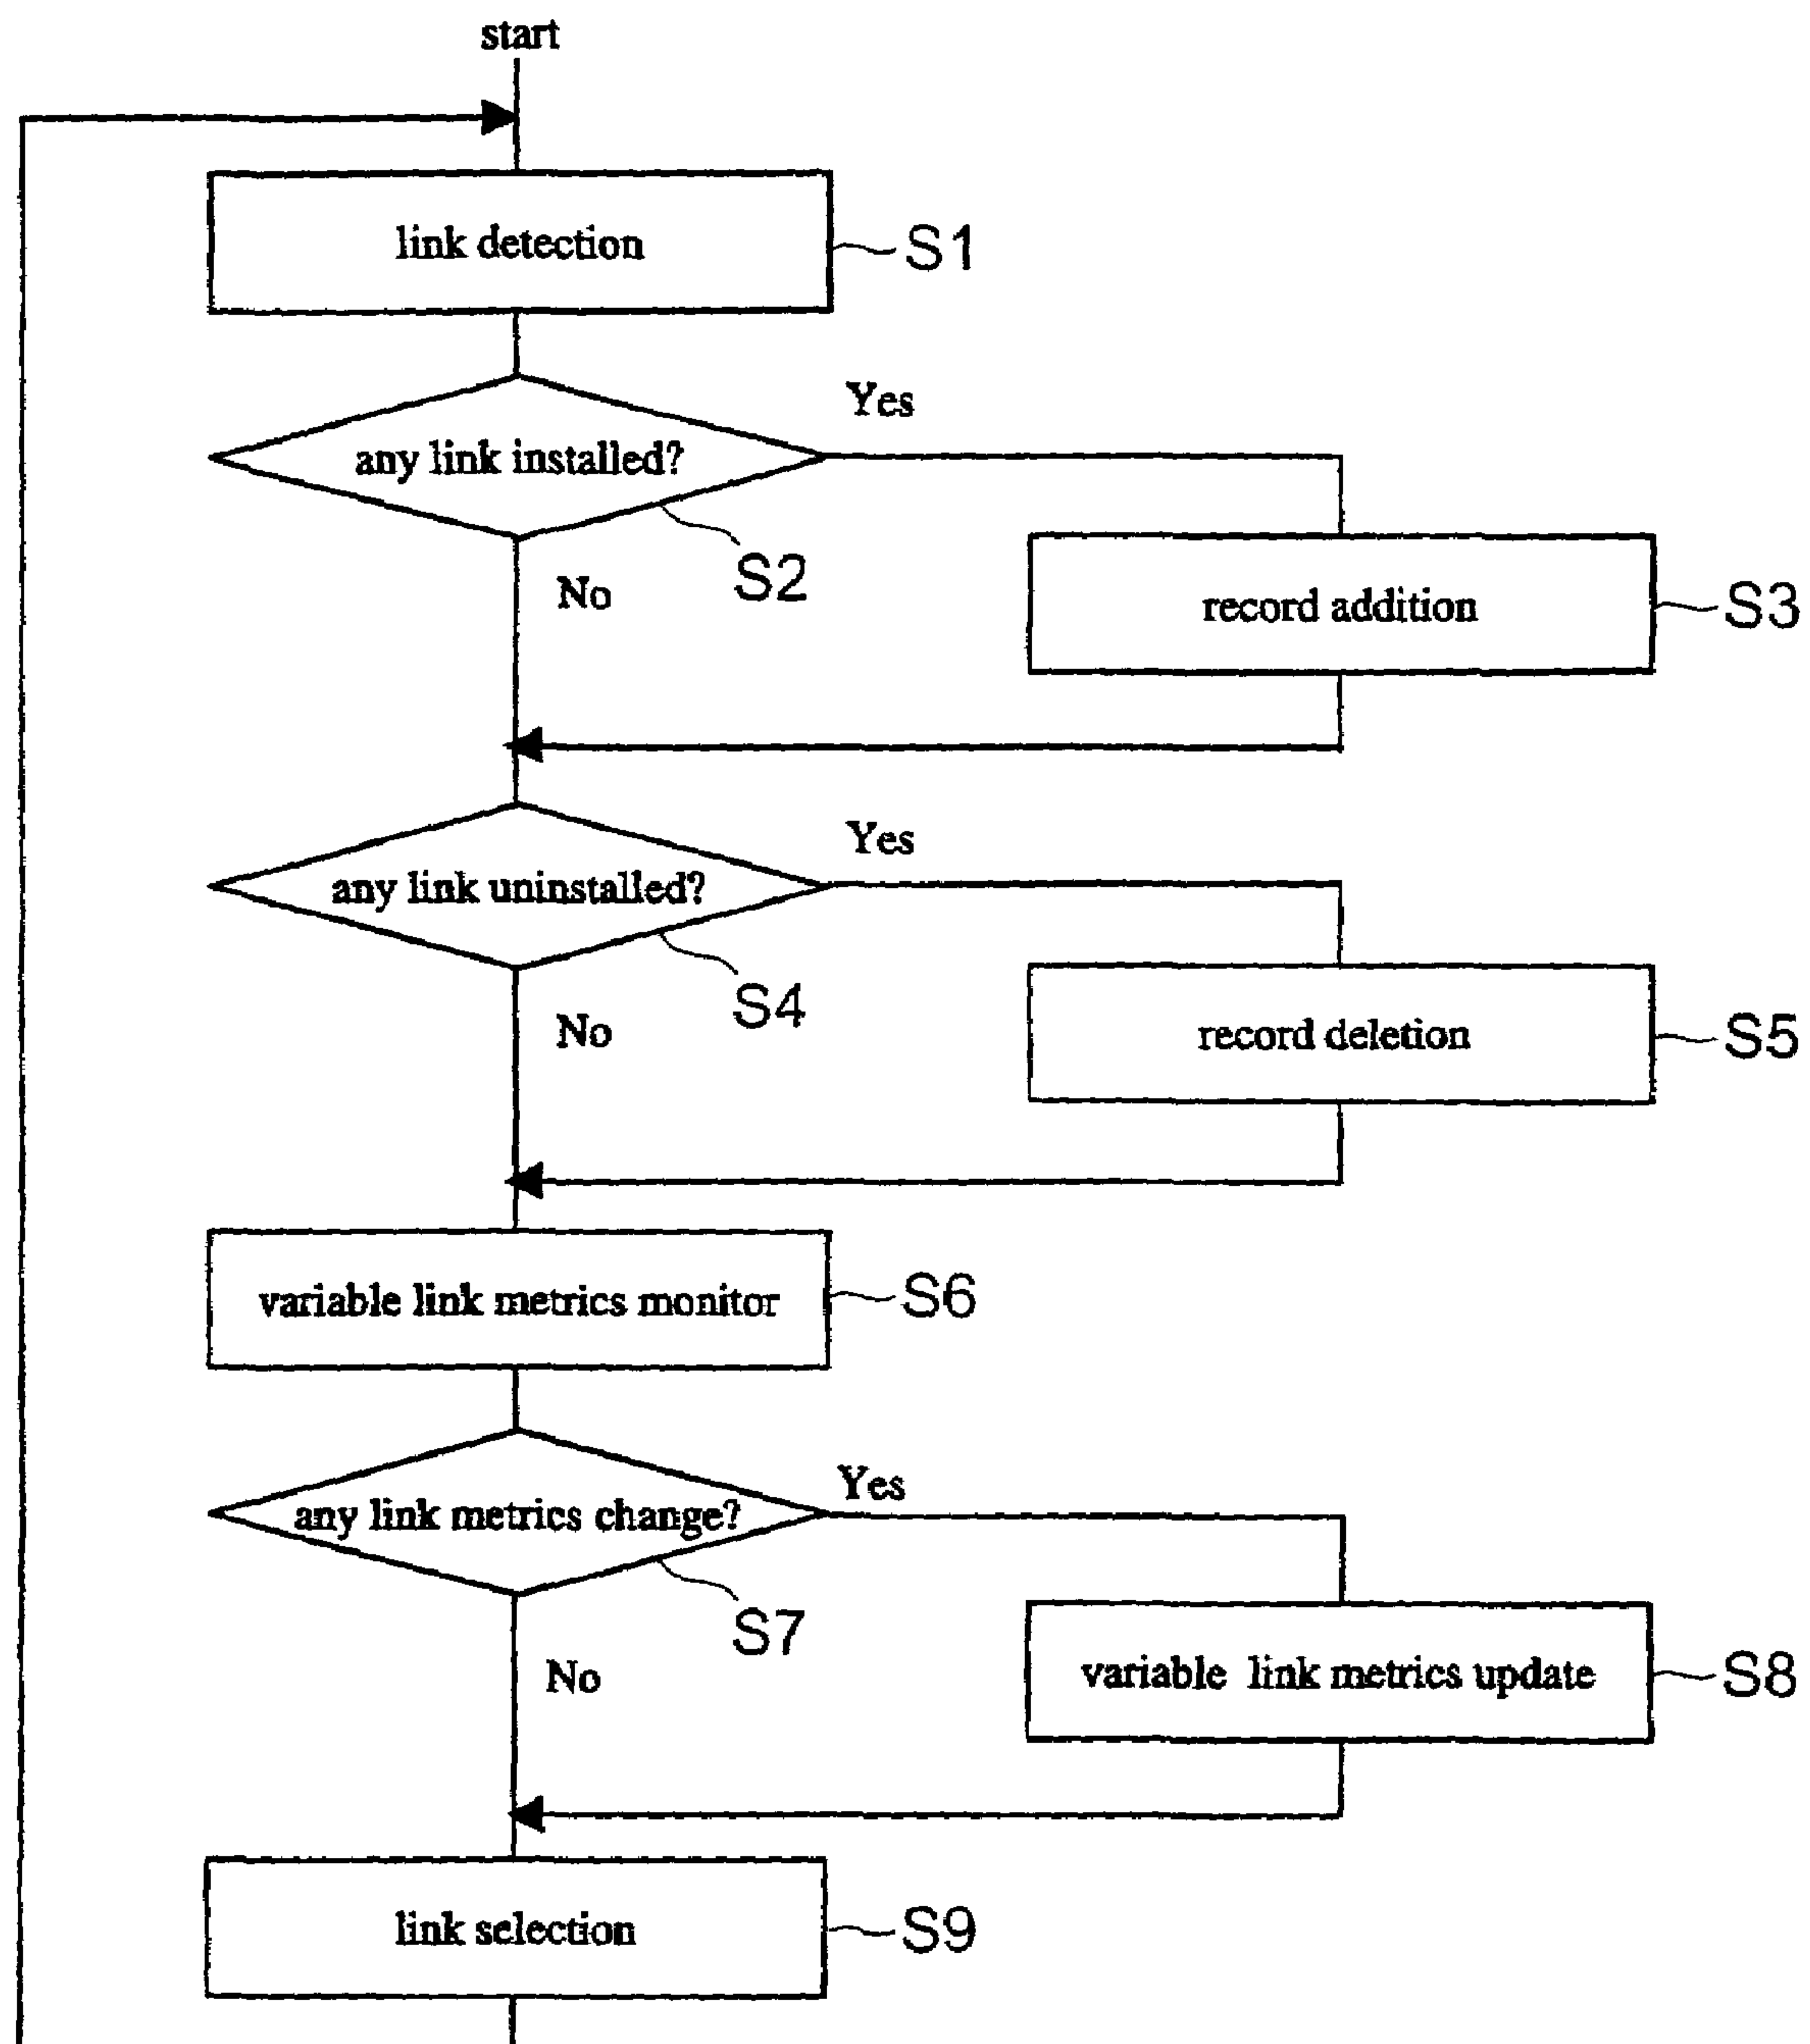 start
link detection
S1
any link installed?
Yes
S2
No
record addition
S3
any link uninstalled?
Yes
S4
No
record deletion
S5
variable link metrics monitor
S6
any link metrics change?
Yes
S7
No
variable link metrics update
S8
link selection
S9